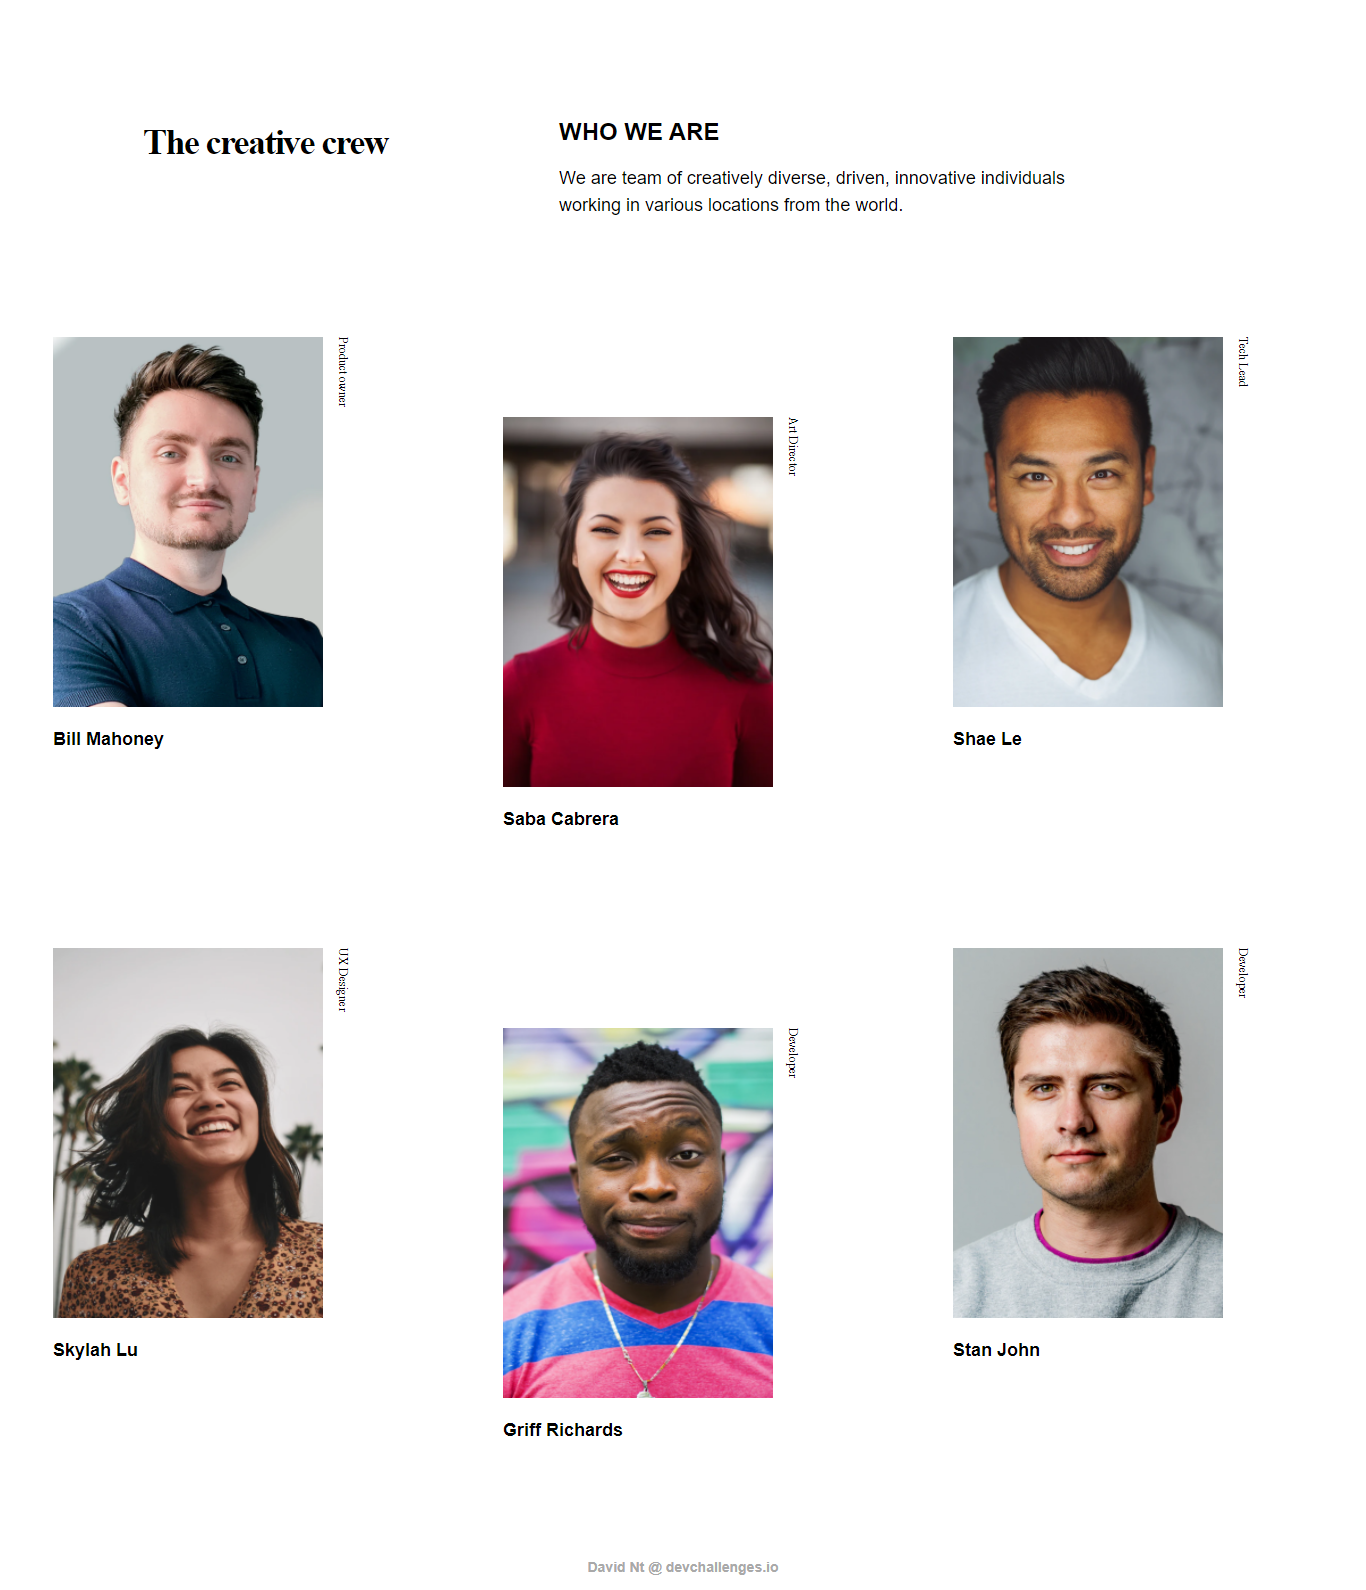 The creative crew
WHO WE ARE
We are team of creatively diverse, driven, innovative individuals
working in various locations from the world.
Product owner
Bill Mahoney
Art Director
Saba Cabrera
Tech Lead
Shae Le
UX Designer
Skylah Lu
Developer
Griff Richards
Developer
Stan John
David Nt @ devchallenges.io